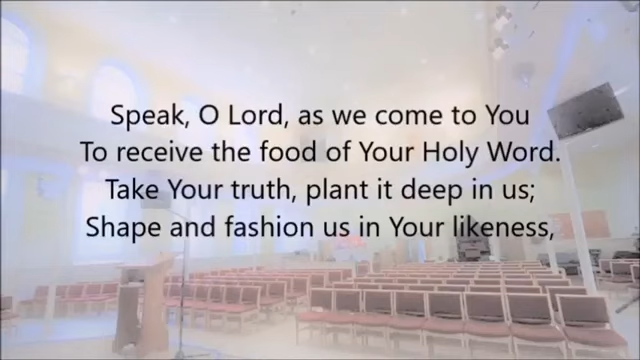 Speak, O Lord, as we come to You
To receive the food of Your Holy Word.
Take Your truth, plant it deep in us;
Shape and fashion us in Your likeness,